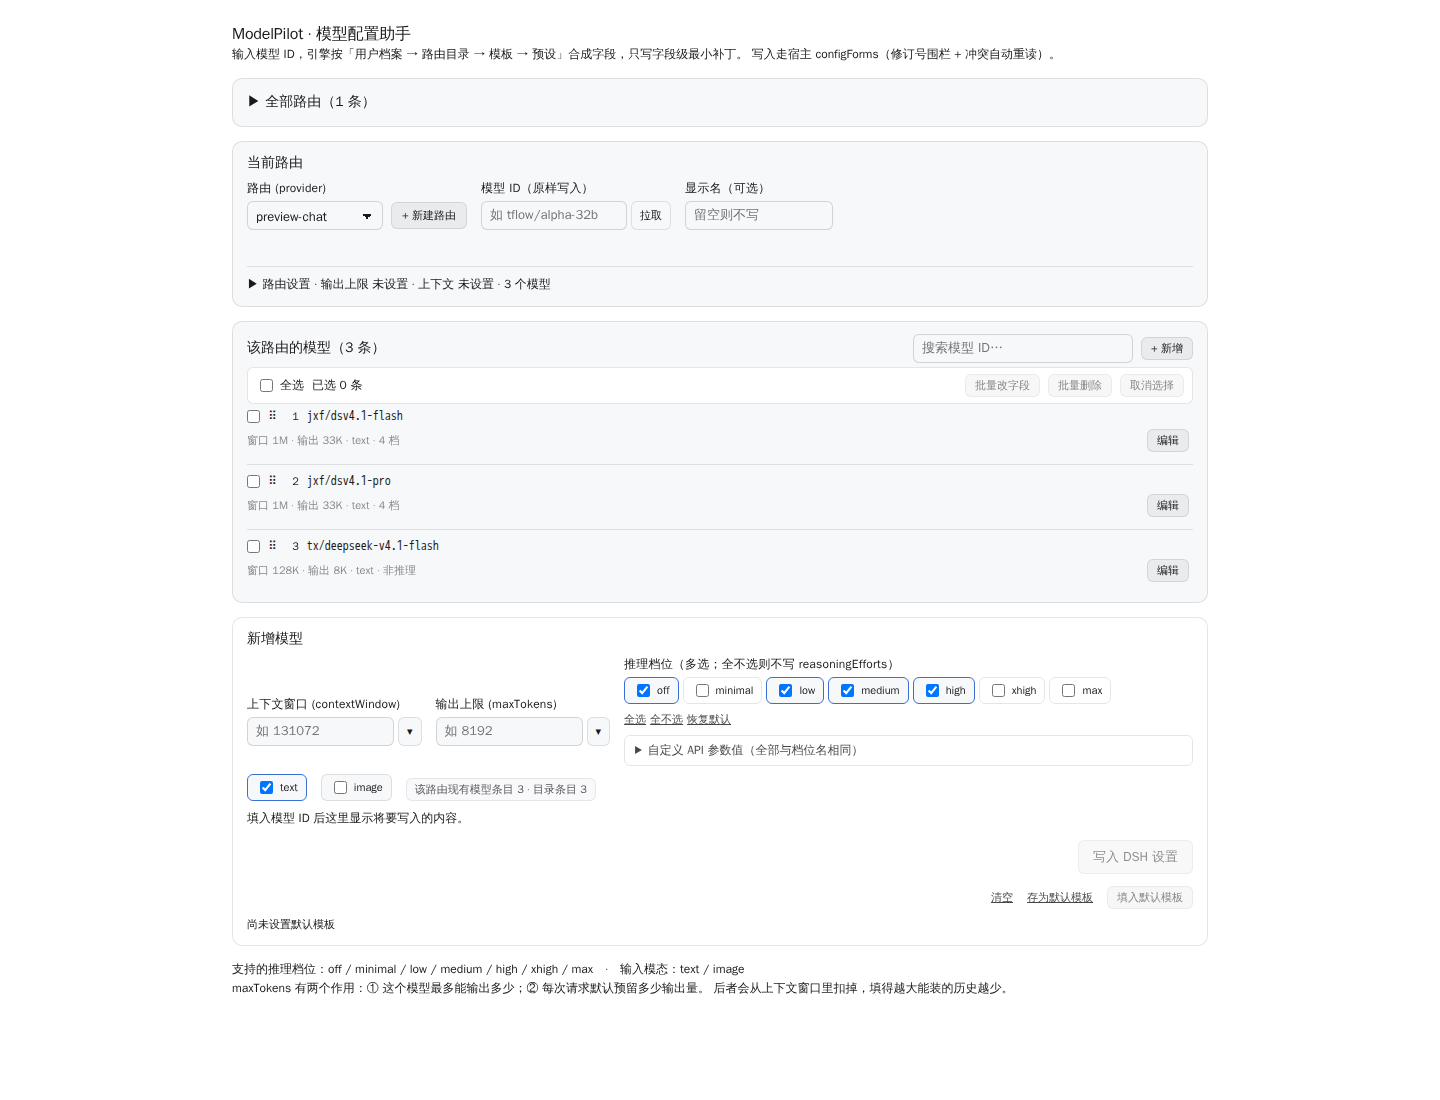 ModelPilot · 模型配置助手
输入模型 ID，引擎按「用户档案 → 路由目录 → 模板 → 预设」合成字段，只写字段级最小补丁。 写入走宿主 configForms（修订号围栏 + 冲突自动重读）。
▶ 全部路由（1 条）
当前路由
路由 (provider)
模型 ID（原样写入）
显示名（可选）
preview-chat
+ 新建路由
如 tflow/alpha-32b
拉取
留空则不写
▶ 路由设置 · 输出上限 未设置 · 上下文 未设置 · 3 个模型
该路由的模型（3 条）
搜索模型 ID…
+ 新增
全选 已选 0 条
批量改字段
批量删除
取消选择
1 jxf/dsv4.1-flash
窗口 1M · 输出 33K · text · 4 档
编辑
2 jxf/dsv4.1-pro
窗口 1M · 输出 33K · text · 4 档
编辑
3 tx/deepseek-v4.1-flash
窗口 128K · 输出 8K · text · 非推理
编辑
新增模型
推理档位（多选；全不选则不写 reasoningEfforts）
off minimal low medium high xhigh max
上下文窗口 (contextWindow)
输出上限 (maxTokens)
全选 全不选 恢复默认
如 131072
▾
如 8192
▾
▶ 自定义 API 参数值（全部与档位名相同）
text
image
该路由现有模型条目 3 · 目录条目 3
填入模型 ID 后这里显示将要写入的内容。
写入 DSH 设置
清空
存为默认模板
填入默认模板
尚未设置默认模板
支持的推理档位：off / minimal / low / medium / high / xhigh / max · 输入模态：text / image
maxTokens 有两个作用：① 这个模型最多能输出多少；② 每次请求默认预留多少输出量。 后者会从上下文窗口里扣掉，填得越大能装的历史越少。